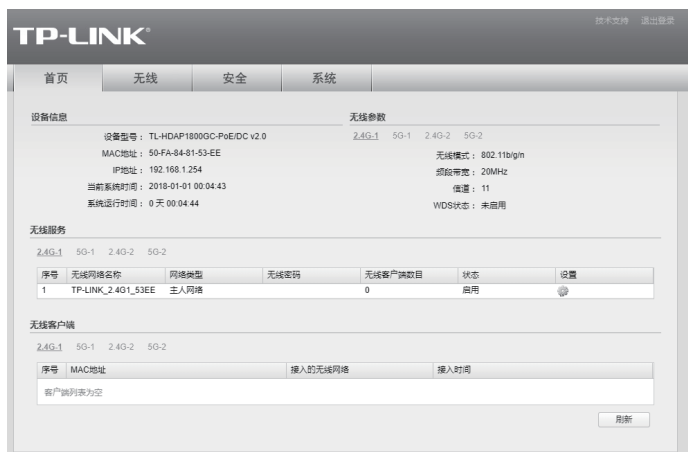 技术支持 退出登录
TP-LINK®
首页 无线 安全 系统
设备信息
设备型号： TL-HDAP1800GC-PoE/DC v2.0
MAC地址： 50-FA-84-81-53-EE
IP地址： 192.168.1.254
当前系统时间： 2018-01-01 00:04:43
系统运行时间： 0 天 00:04:44
无线参数
2.4G-1 5G-1 2.4G-2 5G-2
无线模式： 802.11b/g/n
频段带宽： 20MHz
信道： 11
WDS状态： 未启用
无线服务
2.4G-1 5G-1 2.4G-2 5G-2
序号 无线网络名称 网络类型 无线密码 无线客户端数目 状态 设置
1 TP-LINK_2.4G1_53EE 主人网络 0 启用
无线客户端
2.4G-1 5G-1 2.4G-2 5G-2
序号 MAC地址 接入的无线网络 接入时间
客户端列表为空
刷新